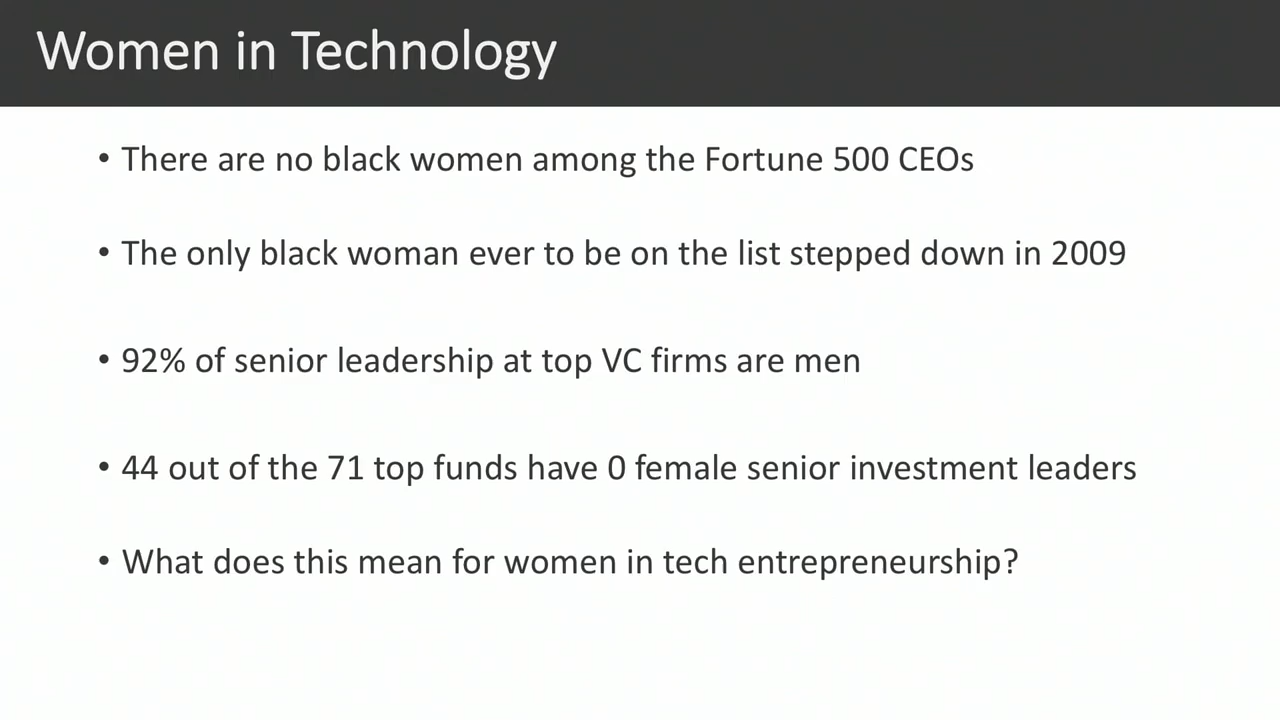 Women in Technology
• There are no black women among the Fortune 500 CEOs
• The only black woman ever to be on the list stepped down in 2009
• 92% of senior leadership at top VC firms are men
• 44 out of the 71 top funds have 0 female senior investment leaders
• What does this mean for women in tech entrepreneurship?